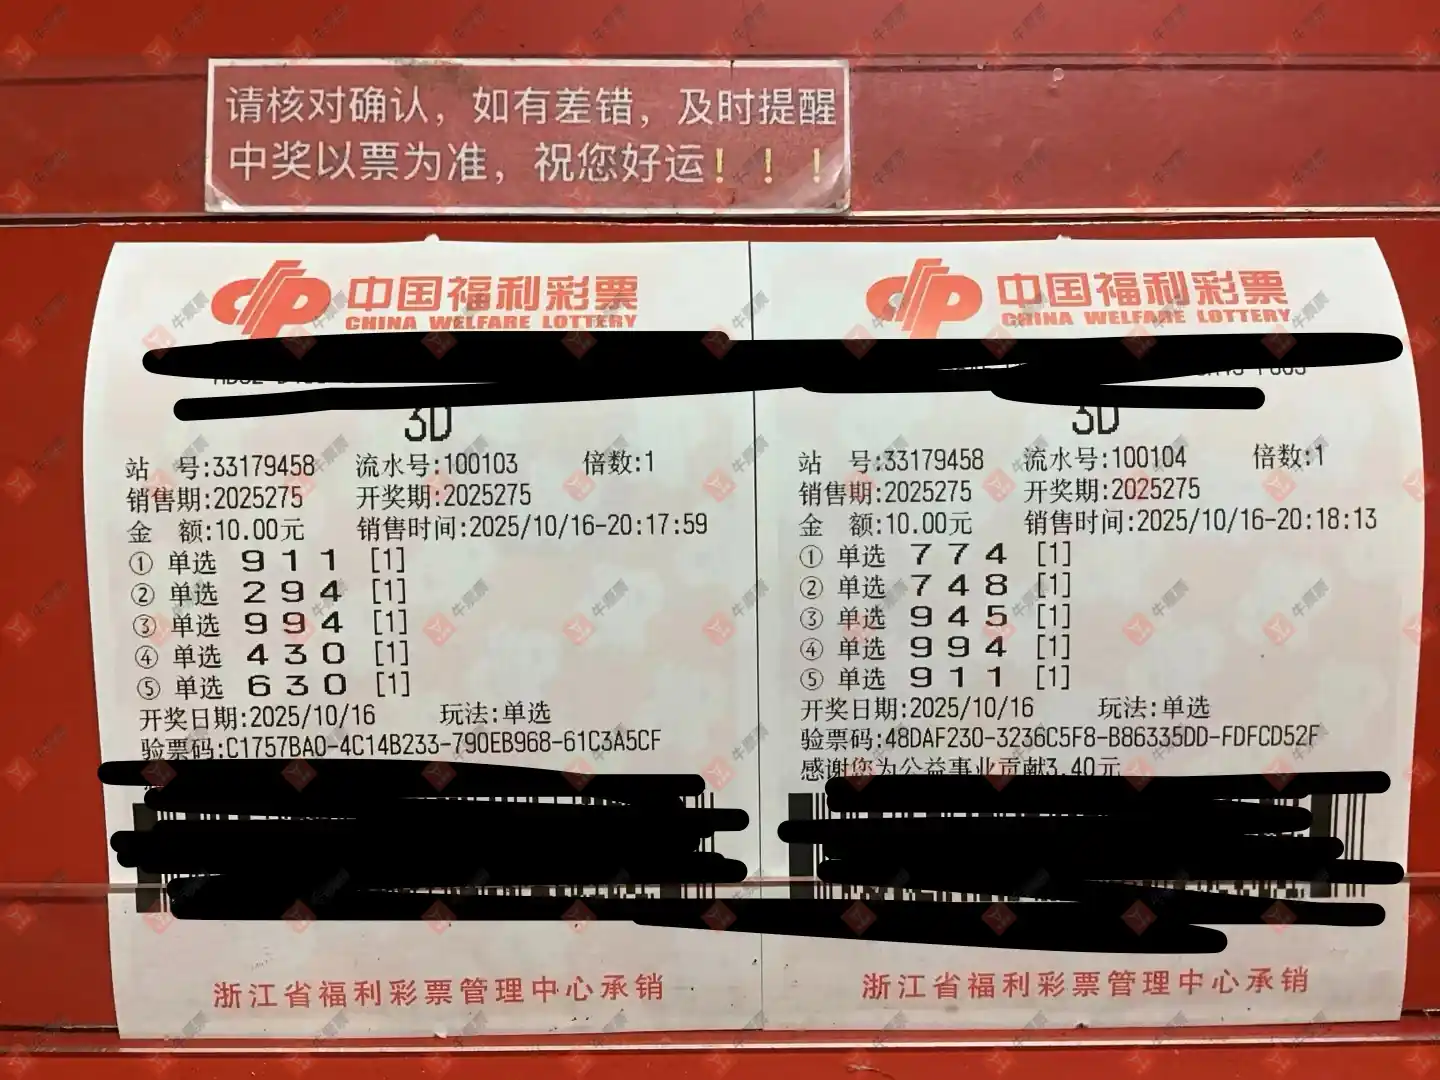 请核对确认，如有差错，及时提醒
中奖以票为准，祝您好运！！！
中国福利彩票
CHINA WELFARE LOTTERY
3D
站 号:33179458 流水号:100103 倍数:1
销售期:2025275 开奖期:2025275
金 额:10.00元 销售时间:2025/10/16-20:17:59
① 单选 9 1 1 [1]
② 单选 2 9 4 [1]
③ 单选 9 9 4 [1]
④ 单选 4 3 0 [1]
⑤ 单选 6 3 0 [1]
开奖日期:2025/10/16 玩法:单选
验票码:C1757BA0-4C14B233-790EB968-61C3A5CF
浙江省福利彩票管理中心承销
中国福利彩票
CHINA WELFARE LOTTERY
3D
站 号:33179458 流水号:100104 倍数:1
销售期:2025275 开奖期:2025275
金 额:10.00元 销售时间:2025/10/16-20:18:13
① 单选 7 7 4 [1]
② 单选 7 4 8 [1]
③ 单选 9 4 5 [1]
④ 单选 9 9 4 [1]
⑤ 单选 9 1 1 [1]
开奖日期:2025/10/16 玩法:单选
验票码:48DAF230-3236C5F8-B86335DD-FDFCD52F
感谢您为公益事业贡献3.40元
浙江省福利彩票管理中心承销
牛票票